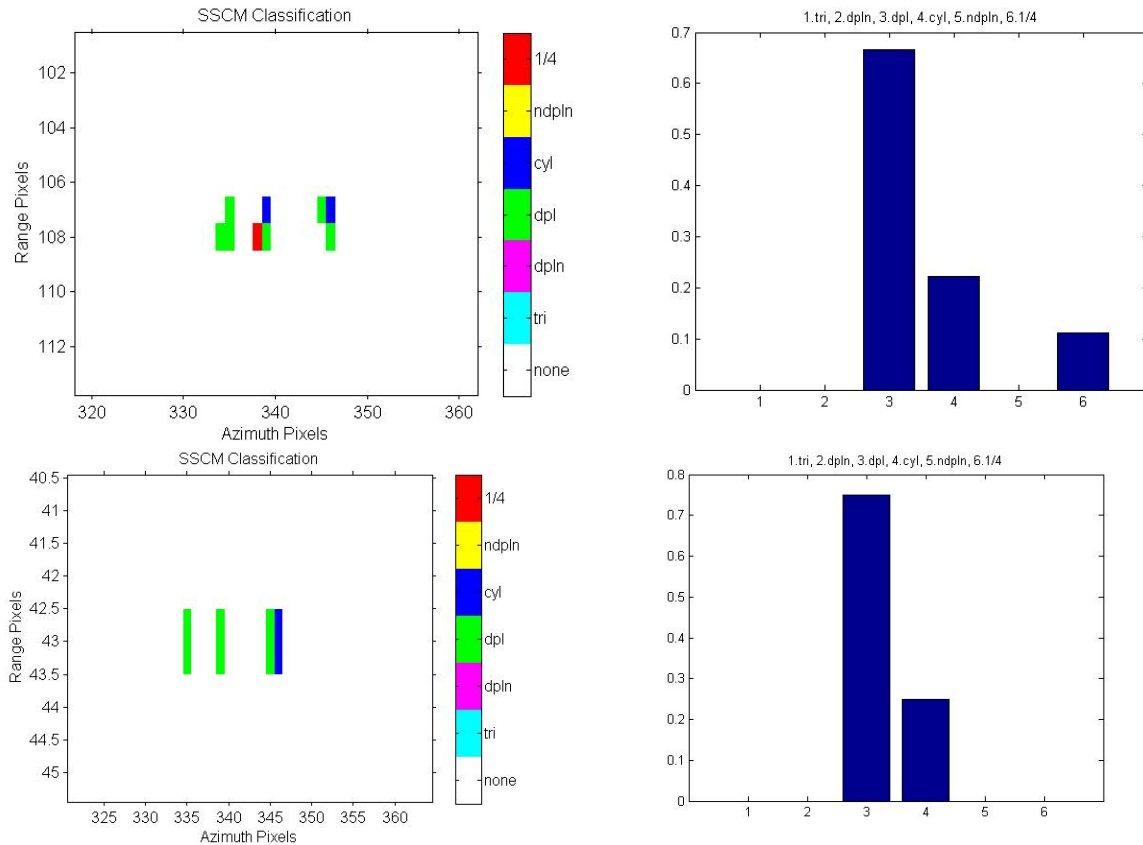 SSCM Classification
Range Pixels
102
104
106
108
110
112
320 330 340 350 360
Azimuth Pixels
1/4
ndpln
cyl
dpl
dpln
tri
none
1.tri, 2.dpln, 3.dpl, 4.cyl, 5.ndpln, 6.1/4
0.7
0.6
0.5
0.4
0.3
0.2
0.1
0
1 2 3 4 5 6
SSCM Classification
Range Pixels
40.5
41
41.5
42
42.5
43
43.5
44
44.5
45
325 330 335 340 345 350 355 360
Azimuth Pixels
1/4
ndpln
cyl
dpl
dpln
tri
none
1.tri, 2.dpln, 3.dpl, 4.cyl, 5.ndpln, 6.1/4
0.8
0.7
0.6
0.5
0.4
0.3
0.2
0.1
0
1 2 3 4 5 6